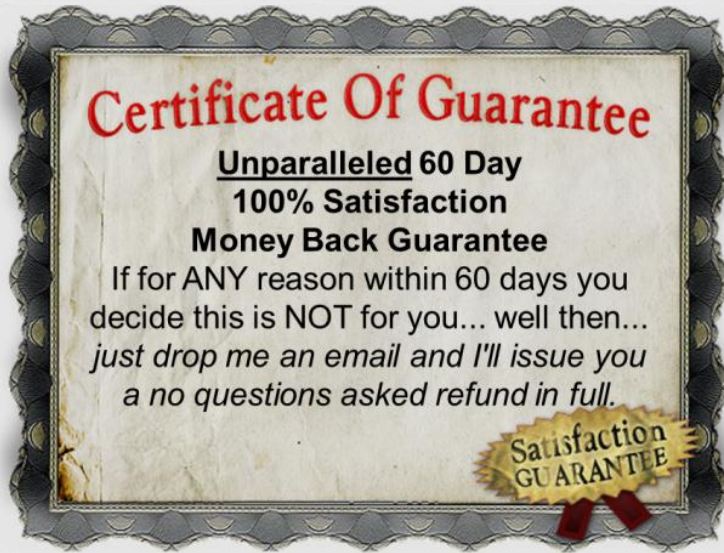 Certificate Of Guarantee
Unparalleled 60 Day
100% Satisfaction
Money Back Guarantee
If for ANY reason within 60 days you
decide this is NOT for you... well then...
just drop me an email and I'll issue you
a no questions asked refund in full.
Satisfaction
GUARANTEE